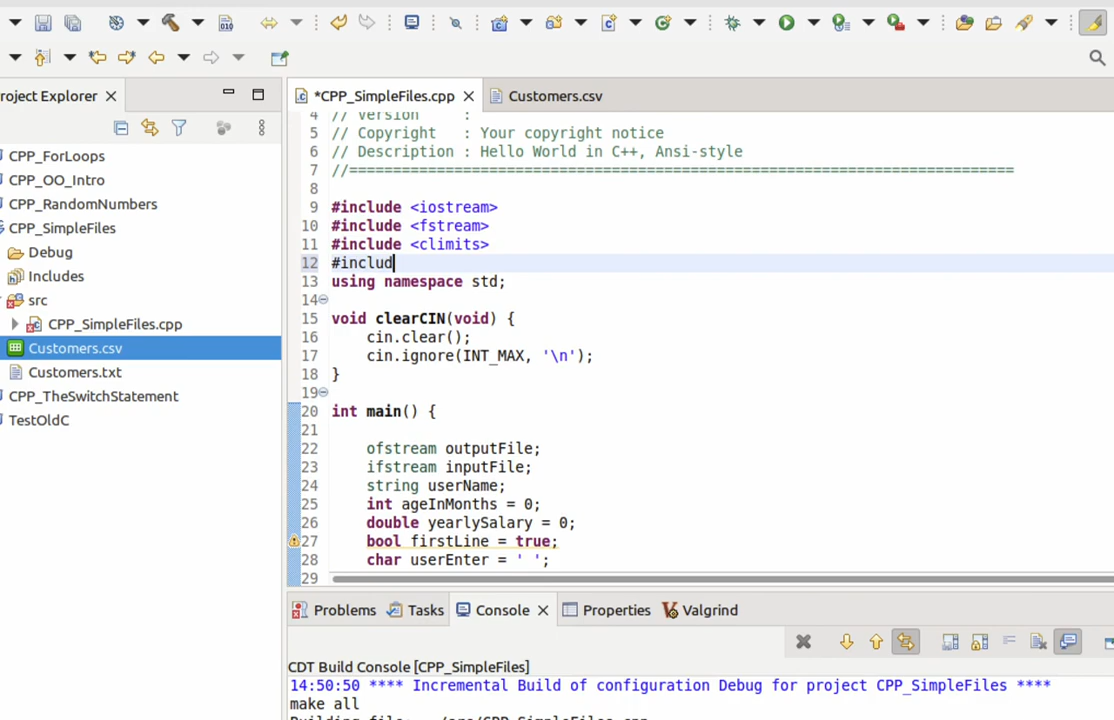 roject Explorer
*CPP_SimpleFiles.cpp
Customers.csv
CPP_ForLoops
CPP_OO_Intro
CPP_RandomNumbers
CPP_SimpleFiles
Debug
Includes
src
CPP_SimpleFiles.cpp
Customers.csv
Customers.txt
CPP_TheSwitchStatement
TestOldC
4 // Version     :
5 // Copyright   : Your copyright notice
6 // Description : Hello World in C++, Ansi-style
7 //============================================================================
8
9 #include <iostream>
10 #include <fstream>
11 #include <climits>
12 #includ
13 using namespace std;
14
15 void clearCIN(void) {
16     cin.clear();
17     cin.ignore(INT_MAX, '\n');
18 }
19
20 int main() {
21
22     ofstream outputFile;
23     ifstream inputFile;
24     string userName;
25     int ageInMonths = 0;
26     double yearlySalary = 0;
27     bool firstLine = true;
28     char userEnter = ' ';
29
Problems
Tasks
Console
Properties
Valgrind
CDT Build Console [CPP_SimpleFiles]
14:50:50 **** Incremental Build of configuration Debug for project CPP_SimpleFiles ****
make all
Building file: ../src/CPP_SimpleFiles.cpp